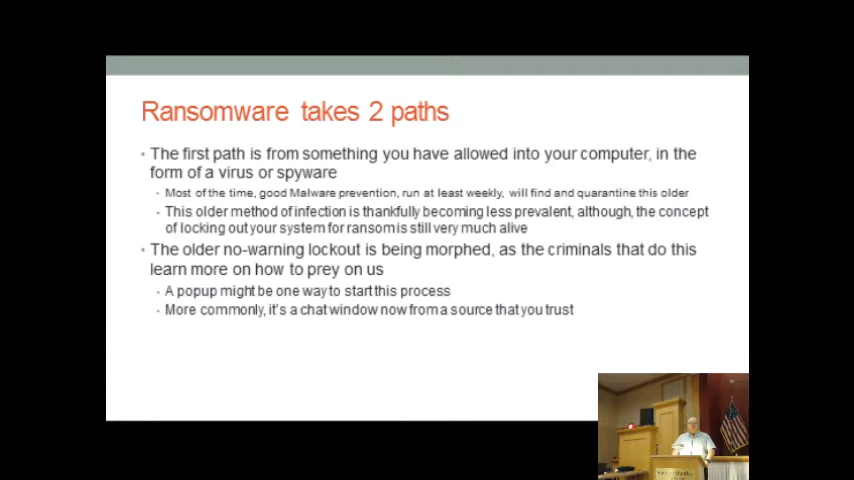 Ransomware takes 2 paths
The first path is from something you have allowed into your computer, in the
form of a virus or spyware
Most of the time, good Malware prevention, run at least weekly, will find and quarantine this older
This older method of infection is thankfully becoming less prevalent, although, the concept
of locking out your system for ransom is still very much alive
The older no-warning lockout is being morphed, as the criminals that do this
learn more on how to prey on us
A popup might be one way to start this process
More commonly, it's a chat window now from a source that you trust